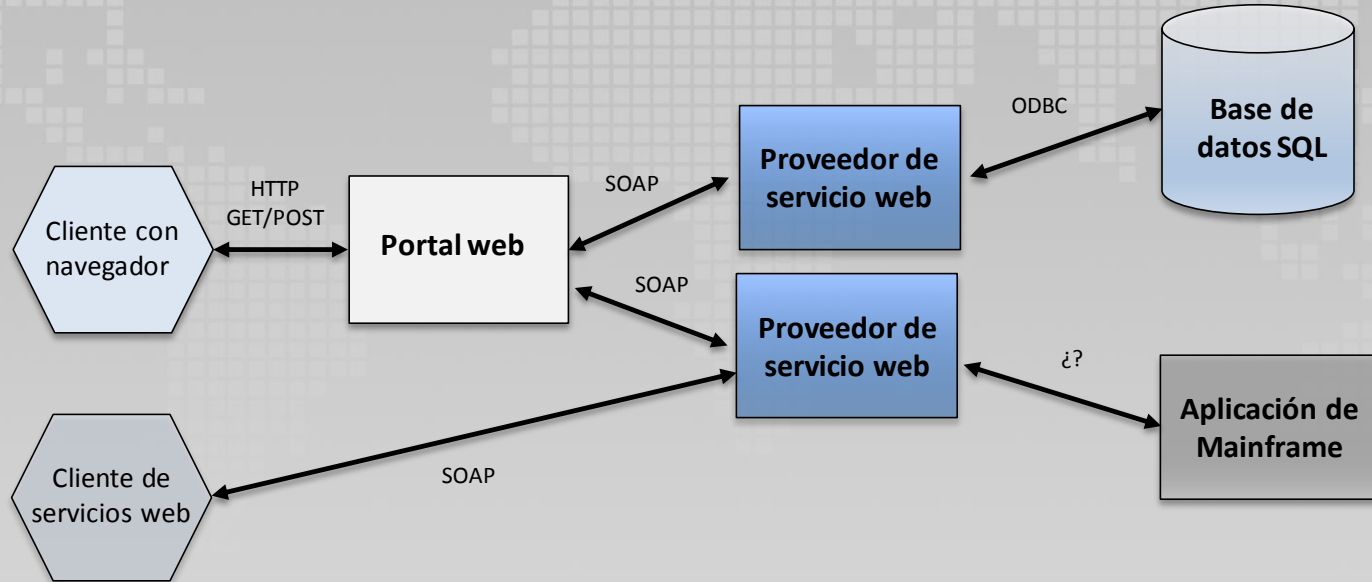 ODBC
Base de
datos SQL
Proveedor de
servicio web
SOAP
HTTP
GET/POST
Cliente con
navegador
Portal web
SOAP
Proveedor de
servicio web
¿?
Aplicación de
Mainframe
SOAP
Cliente de
servicios web